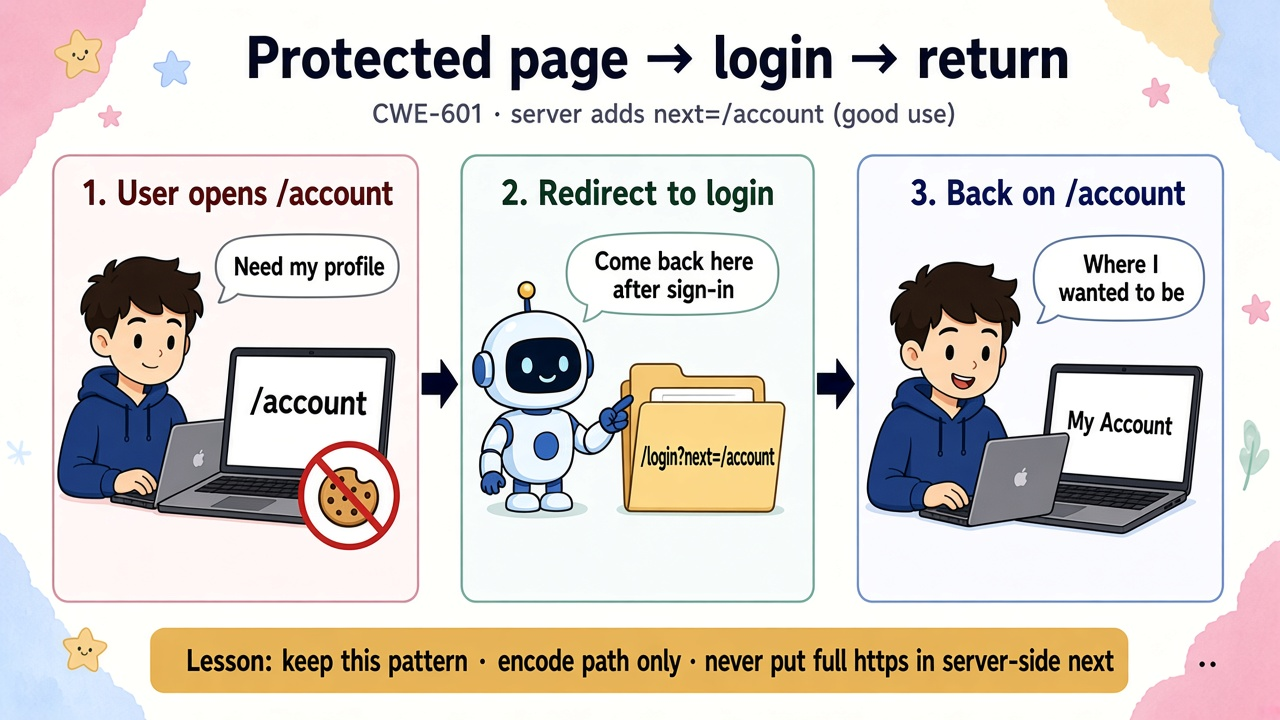 Protected page → login → return
CWE-601 · server adds next=/account (good use)
1. User opens /account
Need my profile
/account
2. Redirect to login
Come back here
after sign-in
/login?next=/account
3. Back on /account
Where I
wanted to be
My Account
Lesson: keep this pattern · encode path only · never put full https in server-side next